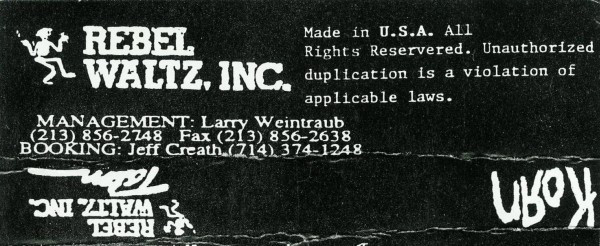 REBEL
WALTZ, INC.
Made in U.S.A. All
Rights Reservered. Unauthorized
duplication is a violation of
applicable laws.
MANAGEMENT: Larry Weintraub
(213) 856-2748 Fax (213) 856-2638
BOOKING: Jeff Creath (714) 374-1248
REBEL
WALTZ, INC.
KoRn